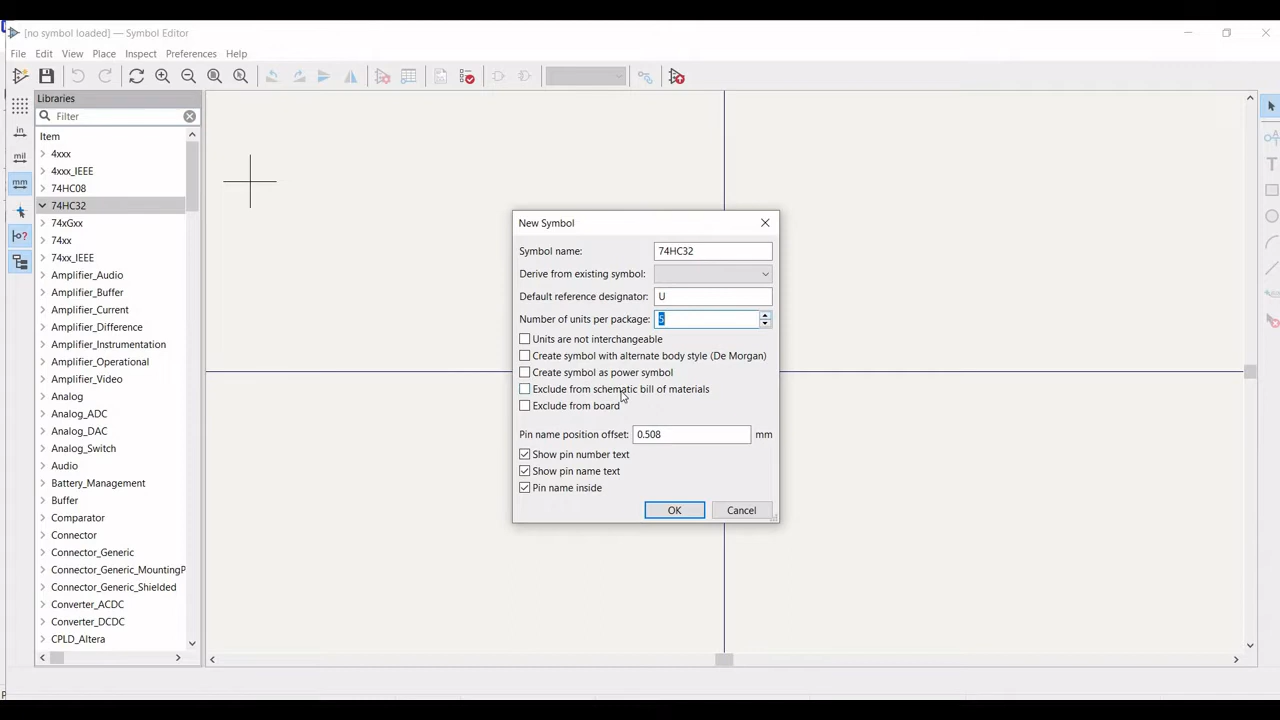 [no symbol loaded] — Symbol Editor
File Edit View Place Inspect Preferences Help
Libraries
Filter
Item
4xxx
4xxx_IEEE
74HC08
74HC32
74xGxx
74xx
74xx_IEEE
Amplifier_Audio
Amplifier_Buffer
Amplifier_Current
Amplifier_Difference
Amplifier_Instrumentation
Amplifier_Operational
Amplifier_Video
Analog
Analog_ADC
Analog_DAC
Analog_Switch
Audio
Battery_Management
Buffer
Comparator
Connector
Connector_Generic
Connector_Generic_MountingP
Connector_Generic_Shielded
Converter_ACDC
Converter_DCDC
CPLD_Altera
in
mil
mm
New Symbol
Symbol name: 74HC32
Derive from existing symbol:
Default reference designator: U
Number of units per package: 5
Units are not interchangeable
Create symbol with alternate body style (De Morgan)
Create symbol as power symbol
Exclude from schematic bill of materials
Exclude from board
Pin name position offset: 0.508 mm
Show pin number text
Show pin name text
Pin name inside
OK Cancel